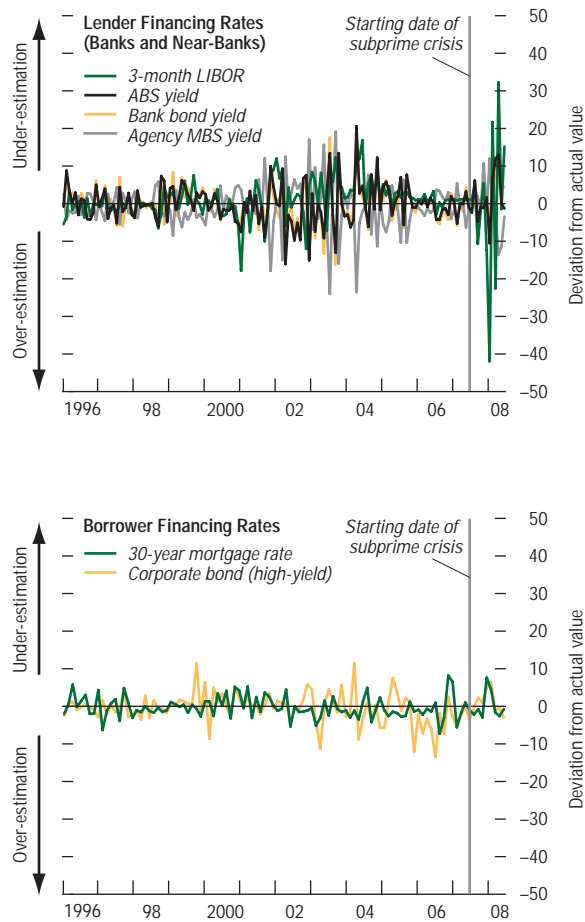 Lender Financing Rates
(Banks and Near-Banks)
3-month LIBOR
ABS yield
Bank bond yield
Agency MBS yield
Starting date of
subprime crisis
Under-estimation
Over-estimation
50
40
30
20
10
0
–10
–20
–30
–40
–50
Deviation from actual value
1996 98 2000 02 04 06 08
Borrower Financing Rates
30-year mortgage rate
Corporate bond (high-yield)
Starting date of
subprime crisis
Under-estimation
Over-estimation
50
40
30
20
10
0
–10
–20
–30
–40
–50
Deviation from actual value
1996 98 2000 02 04 06 08